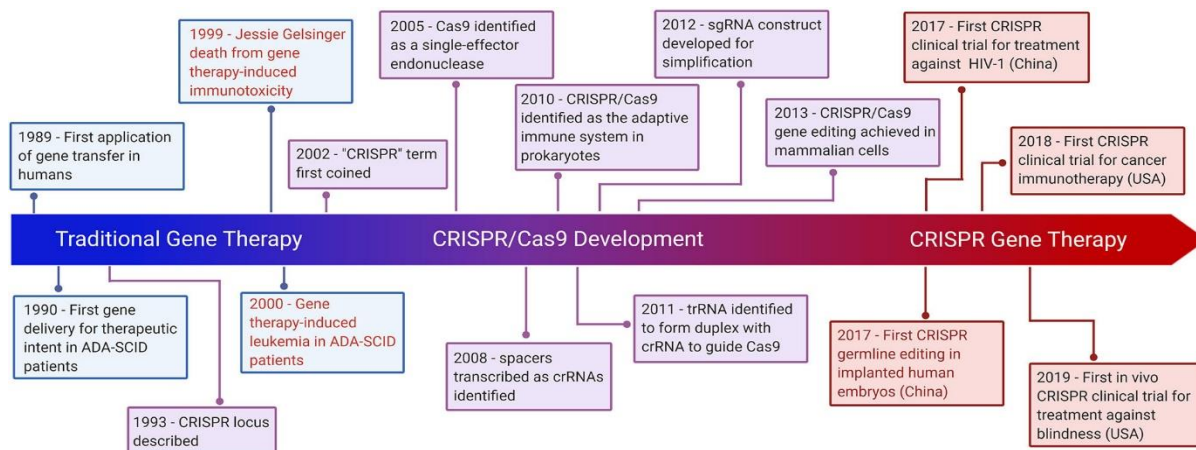 1989 - First application
of gene transfer in
humans
1999 - Jessie Gelsinger
death from gene
therapy-induced
immunotoxicity
2002 - "CRISPR" term
first coined
2005 - Cas9 identified
as a single-effector
endonuclease
2010 - CRISPR/Cas9
identified as the adaptive
immune system in
prokaryotes
2012 - sgRNA construct
developed for
simplification
2013 - CRISPR/Cas9
gene editing achieved in
mammalian cells
2017 - First CRISPR
clinical trial for treatment
against HIV-1 (China)
2018 - First CRISPR
clinical trial for cancer
immunotherapy (USA)
Traditional Gene Therapy
CRISPR/Cas9 Development
CRISPR Gene Therapy
1990 - First gene
delivery for therapeutic
intent in ADA-SCID
patients
1993 - CRISPR locus
described
2000 - Gene
therapy-induced
leukemia in ADA-SCID
patients
2008 - spacers
transcribed as crRNAs
identified
2011 - trRNA identified
to form duplex with
crRNA to guide Cas9
2017 - First CRISPR
germline editing in
implanted human
embryos (China)
2019 - First in vivo
CRISPR clinical trial for
treatment against
blindness (USA)